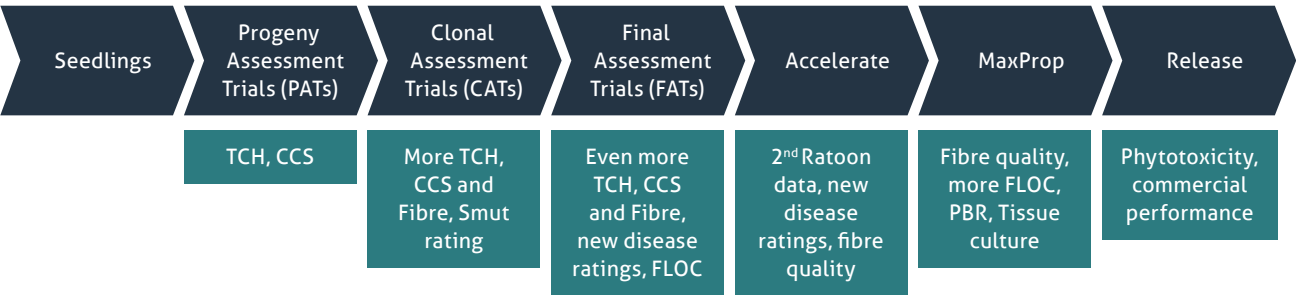 Seedlings
Progeny
Assessment
Trials (PATs)
Clonal
Assessment
Trials (CATs)
Final
Assessment
Trials (FATs)
Accelerate
MaxProp
Release
TCH, CCS
More TCH,
CCS and
Fibre, Smut
rating
Even more
TCH, CCS
and Fibre,
new disease
ratings, FLOC
2nd Ratoon
data, new
disease
ratings, fibre
quality
Fibre quality,
more FLOC,
PBR, Tissue
culture
Phytotoxicity,
commercial
performance